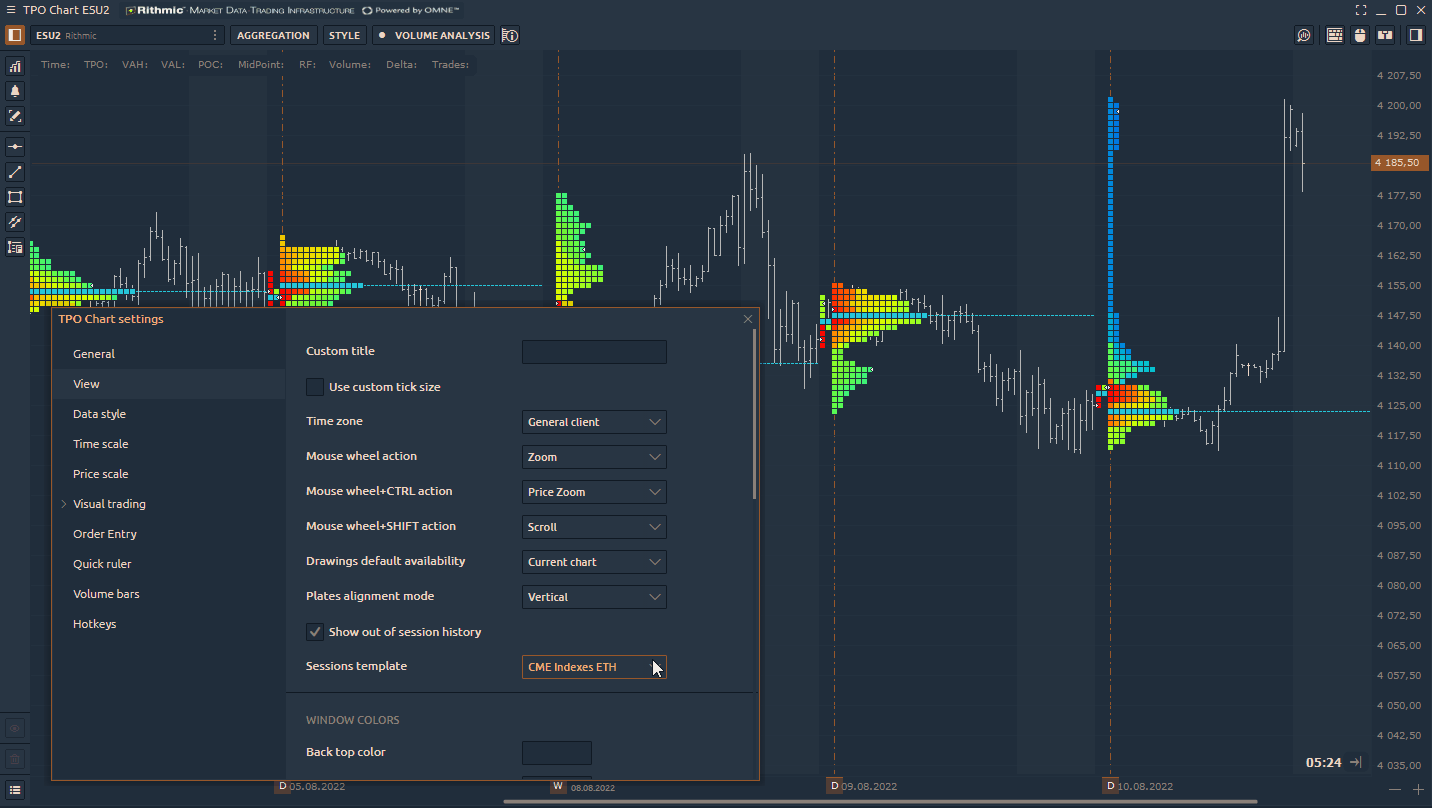 TPO Chart ESU2 Rithmic Market Data·Trading Infrastructure Powered by OMNE™
ESU2 Rithmic AGGREGATION STYLE VOLUME ANALYSIS
Time: TPO: VAH: VAL: POC: MidPoint: RF: Volume: Delta: Trades:
4 207,50
4 200,00
4 192,50
4 185,50
4 177,50
4 170,00
4 162,50
4 155,00
4 147,50
4 140,00
4 132,50
4 125,00
4 117,50
4 110,00
4 102,50
4 095,00
4 087,50
4 080,00
4 072,50
4 065,00
4 057,50
4 050,00
4 042,50
4 035,00
TPO Chart settings
General
View
Data style
Time scale
Price scale
Visual trading
Order Entry
Quick ruler
Volume bars
Hotkeys
Custom title
Use custom tick size
Time zone General client
Mouse wheel action Zoom
Mouse wheel+CTRL action Price Zoom
Mouse wheel+SHIFT action Scroll
Drawings default availability Current chart
Plates alignment mode Vertical
Show out of session history
Sessions template CME Indexes ETH
WINDOW COLORS
Back top color
05:24
D 05.08.2022 W 08.08.2022 D 09.08.2022 D 10.08.2022